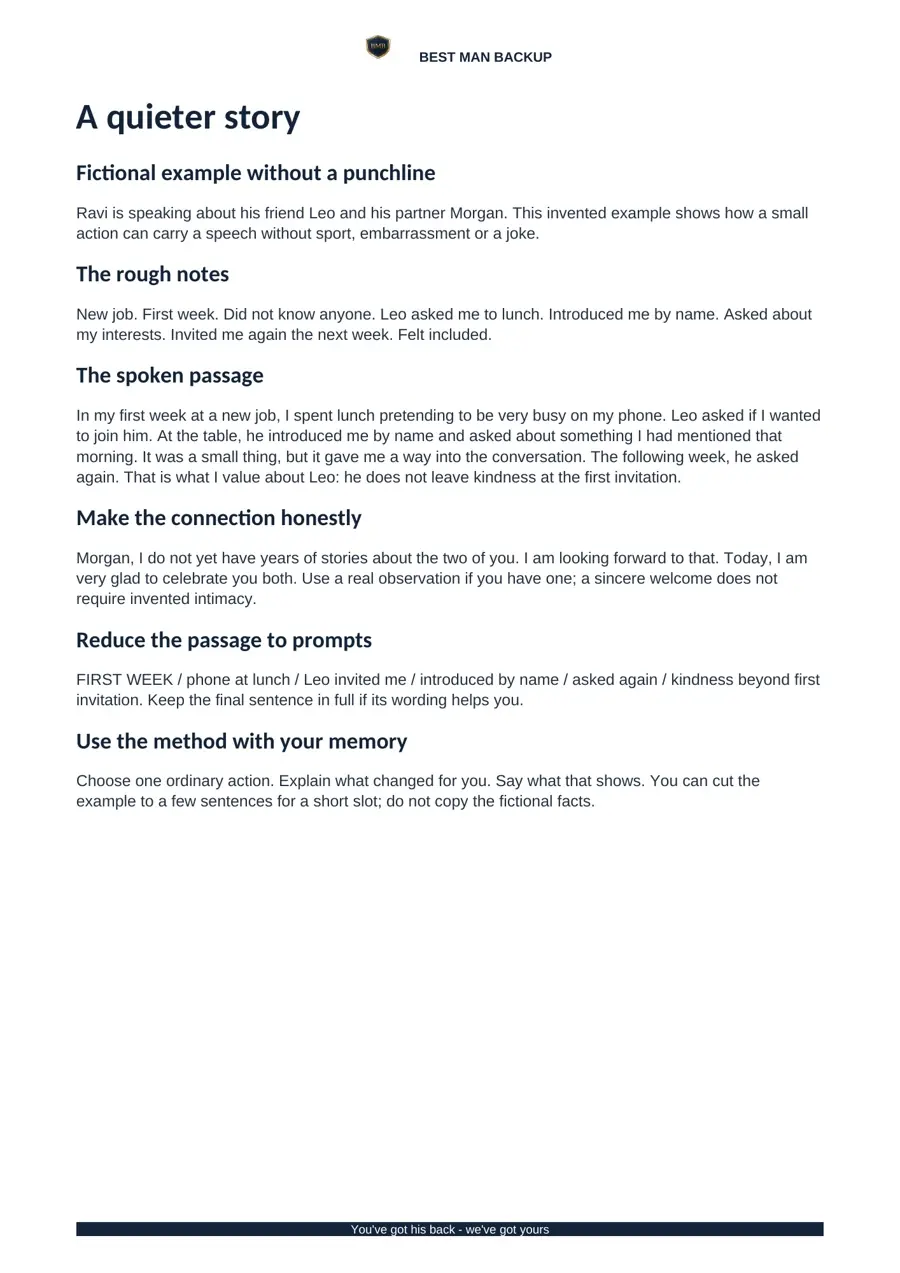 BMB
BEST MAN BACKUP
A quieter story
Fictional example without a punchline
Ravi is speaking about his friend Leo and his partner Morgan. This invented example shows how a small
action can carry a speech without sport, embarrassment or a joke.
The rough notes
New job. First week. Did not know anyone. Leo asked me to lunch. Introduced me by name. Asked about
my interests. Invited me again the next week. Felt included.
The spoken passage
In my first week at a new job, I spent lunch pretending to be very busy on my phone. Leo asked if I wanted
to join him. At the table, he introduced me by name and asked about something I had mentioned that
morning. It was a small thing, but it gave me a way into the conversation. The following week, he asked
again. That is what I value about Leo: he does not leave kindness at the first invitation.
Make the connection honestly
Morgan, I do not yet have years of stories about the two of you. I am looking forward to that. Today, I am
very glad to celebrate you both. Use a real observation if you have one; a sincere welcome does not
require invented intimacy.
Reduce the passage to prompts
FIRST WEEK / phone at lunch / Leo invited me / introduced by name / asked again / kindness beyond first
invitation. Keep the final sentence in full if its wording helps you.
Use the method with your memory
Choose one ordinary action. Explain what changed for you. Say what that shows. You can cut the
example to a few sentences for a short slot; do not copy the fictional facts.
You've got his back - we've got yours